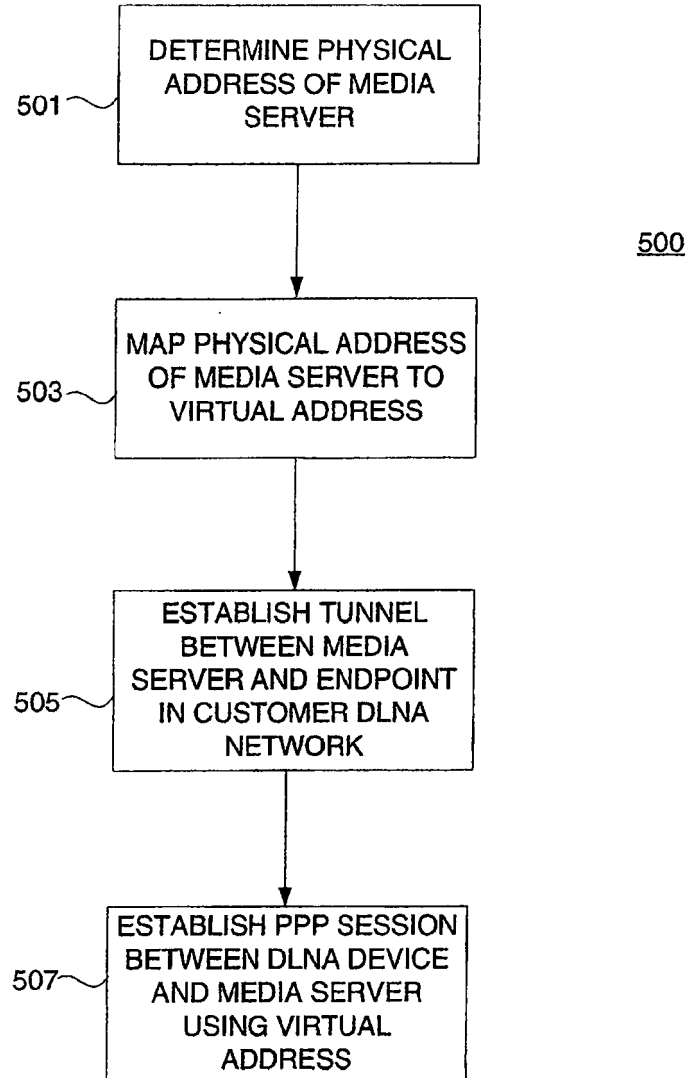 DETERMINE PHYSICAL
ADDRESS OF MEDIA
SERVER
501
500
MAP PHYSICAL ADDRESS
OF MEDIA SERVER TO
VIRTUAL ADDRESS
503
ESTABLISH TUNNEL
BETWEEN MEDIA
SERVER AND ENDPOINT
IN CUSTOMER DLNA
NETWORK
505
ESTABLISH PPP SESSION
BETWEEN DLNA DEVICE
AND MEDIA SERVER
USING VIRTUAL
ADDRESS
507